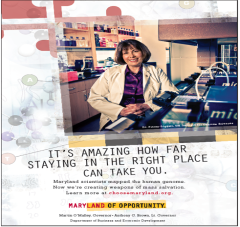 IT'S AMAZING HOW FAR
STAYING IN THE RIGHT PLACE
CAN TAKE YOU.
Maryland scientists mapped the human genome.
Now we're creating weapons of mass salvation.
Learn more at choosemaryland.org.
MARYLAND OF OPPORTUNITY.
Martin O'Malley, Governor • Anthony G. Brown, Lt. Governor
Department of Business and Economic Development